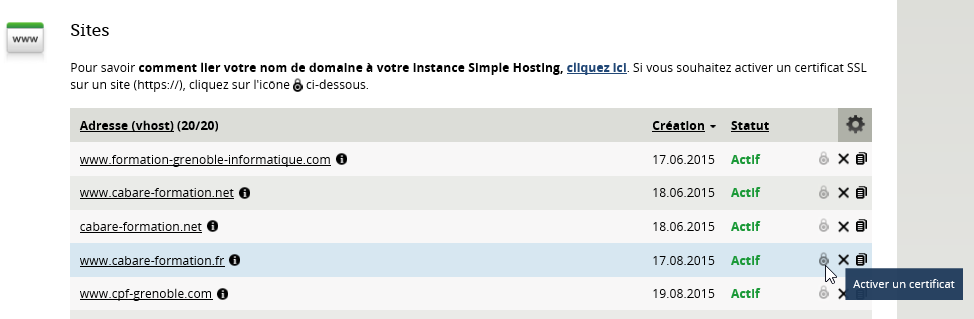 www
Sites
Pour savoir comment lier votre nom de domaine à votre instance Simple Hosting, cliquez ici. Si vous souhaitez activer un certificat SSL
sur un site (https://), cliquez sur l'icône ci-dessous.
Adresse (vhost) (20/20) Création Statut
www.formation-grenoble-informatique.com 17.06.2015 Actif
www.cabare-formation.net 18.06.2015 Actif
cabare-formation.net 18.06.2015 Actif
www.cabare-formation.fr 17.08.2015 Actif
Activer un certificat
www.cpf-grenoble.com 19.08.2015 Actif